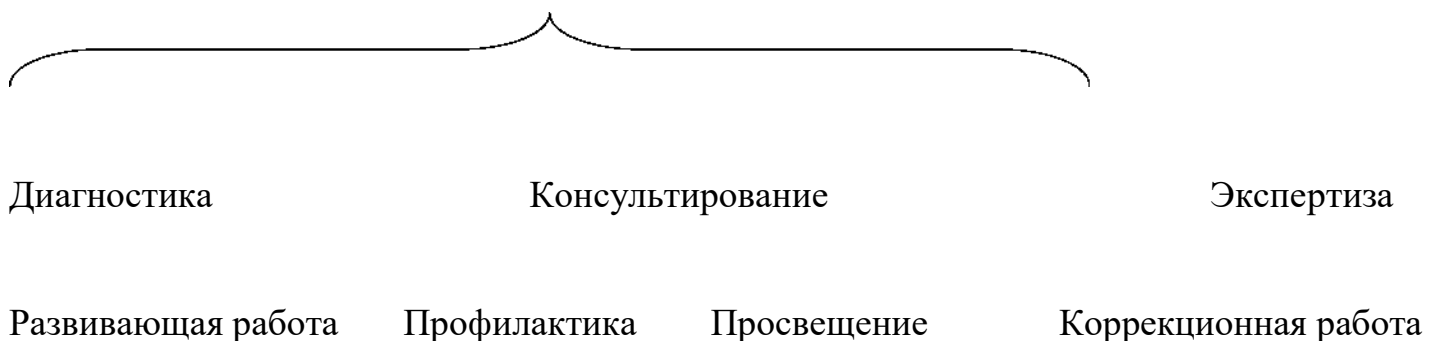 Диагностика Консультирование Экспертиза
Развивающая работа Профилактика Просвещение Коррекционная работа